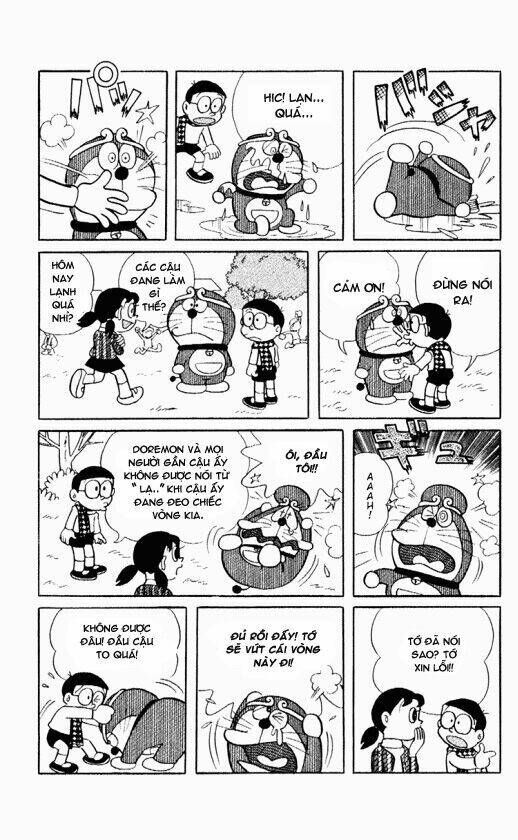 HIC! LẠN...
QUÁ...
ĐỪNG NÓI
RA!
CẢM ƠN!
CÁC CẬU
ĐANG LÀM
GÌ
THẾ?
HÔM
NAY
LẠNH
QUÁ
NHỈ?
ギュ
AAAH!
ÔI, ĐẦU
TÔI!!
DOREMON VÀ MỌI
NGƯỜI GẦN CẬU ẤY
KHÔNG ĐƯỢC NÓI TỪ
"LẠ.." KHI CẬU ẤY
ĐANG ĐEO CHIẾC
VÒNG KIA.
TỚ ĐÃ NÓI
SAO? TỚ
XIN LỖI!!
ĐỦ RỒI ĐẤY! TỚ
SẼ VỨT CÁI VÒNG
NÀY ĐI!
KHÔNG ĐƯỢC
ĐÂU! ĐẦU CẬU
TO QUÁ!